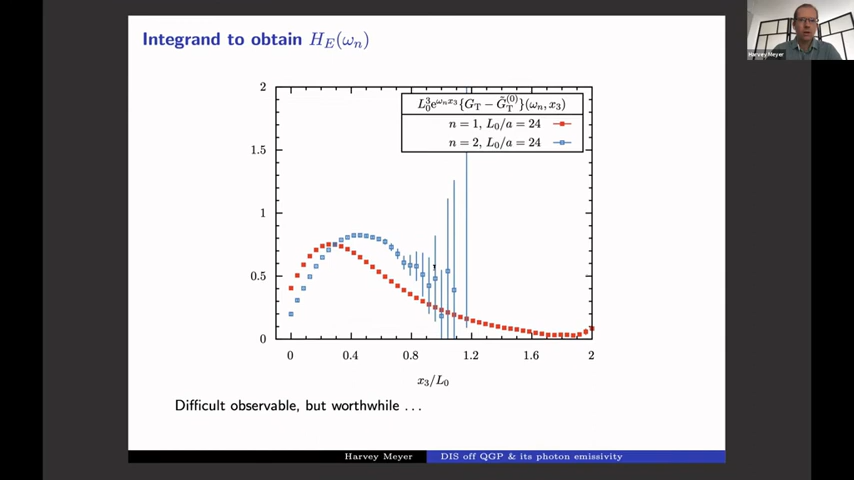 Integrand to obtain H_E(ω_n)
Harvey Meyer
L_0^3 e^{ω_n x_3} {G_T − G̃_T^{(0)}}(ω_n, x_3)
n = 1, L_0/a = 24
n = 2, L_0/a = 24
2
1.5
1
0.5
0
0 0.4 0.8 1.2 1.6 2
x_3/L_0
Difficult observable, but worthwhile . . .
Harvey Meyer DIS off QGP & its photon emissivity